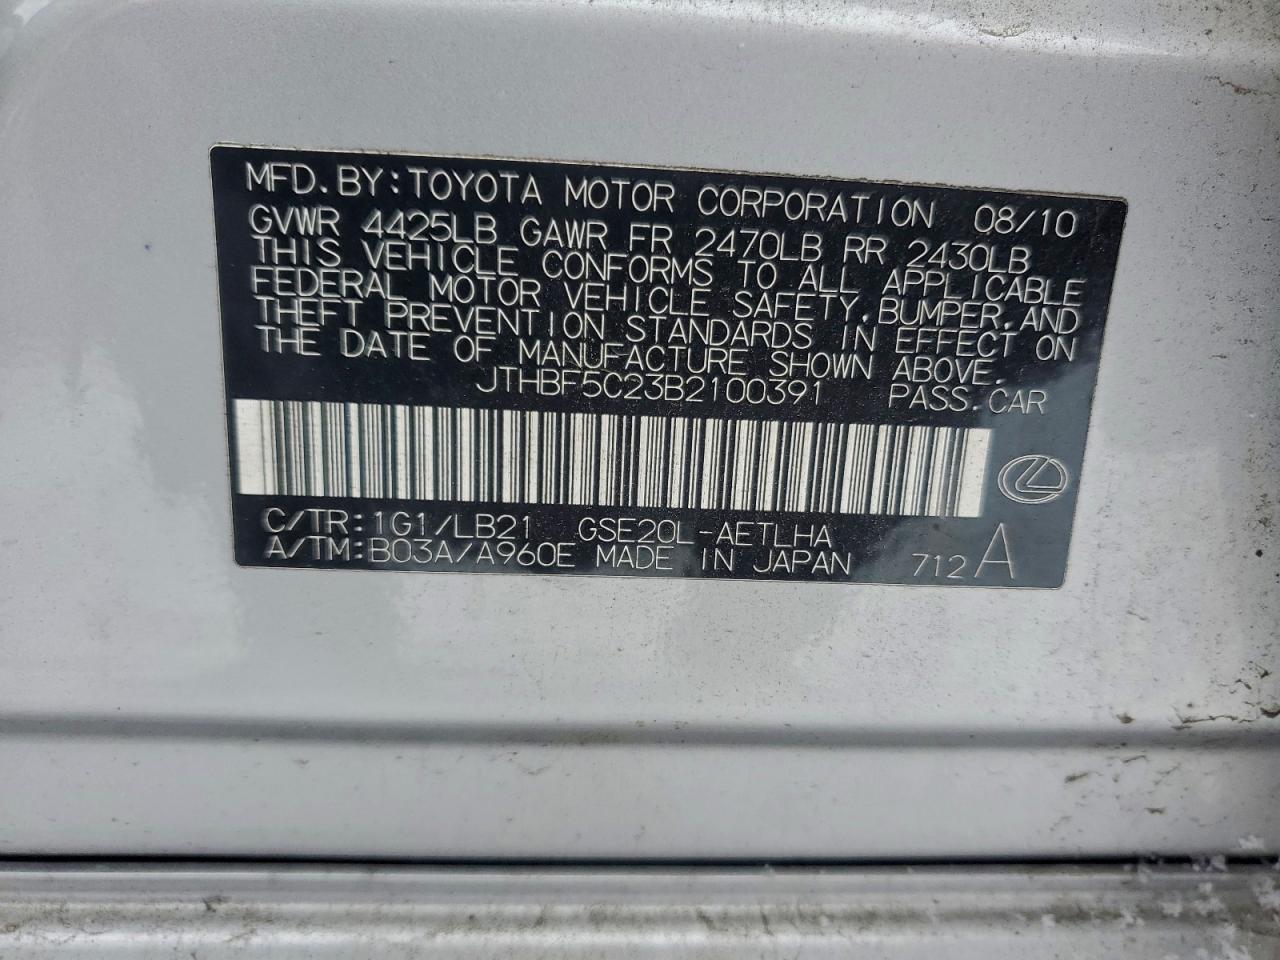 MFD.BY:TOYOTA MOTOR CORPORATION 08/10
GVWR 4425LB GAWR FR 2470LB RR 2430LB
THIS VEHICLE CONFORMS TO ALL APPLICABLE
FEDERAL MOTOR VEHICLE SAFETY,BUMPER,AND
THEFT PREVENTION STANDARDS IN EFFECT ON
THE DATE OF MANUFACTURE SHOWN ABOVE.
JTHBF5C23B2100391 PASS.CAR
C/TR:1G1/LB21 GSE20L-AETLHA
A/TM:B03A/A960E MADE IN JAPAN 712 A